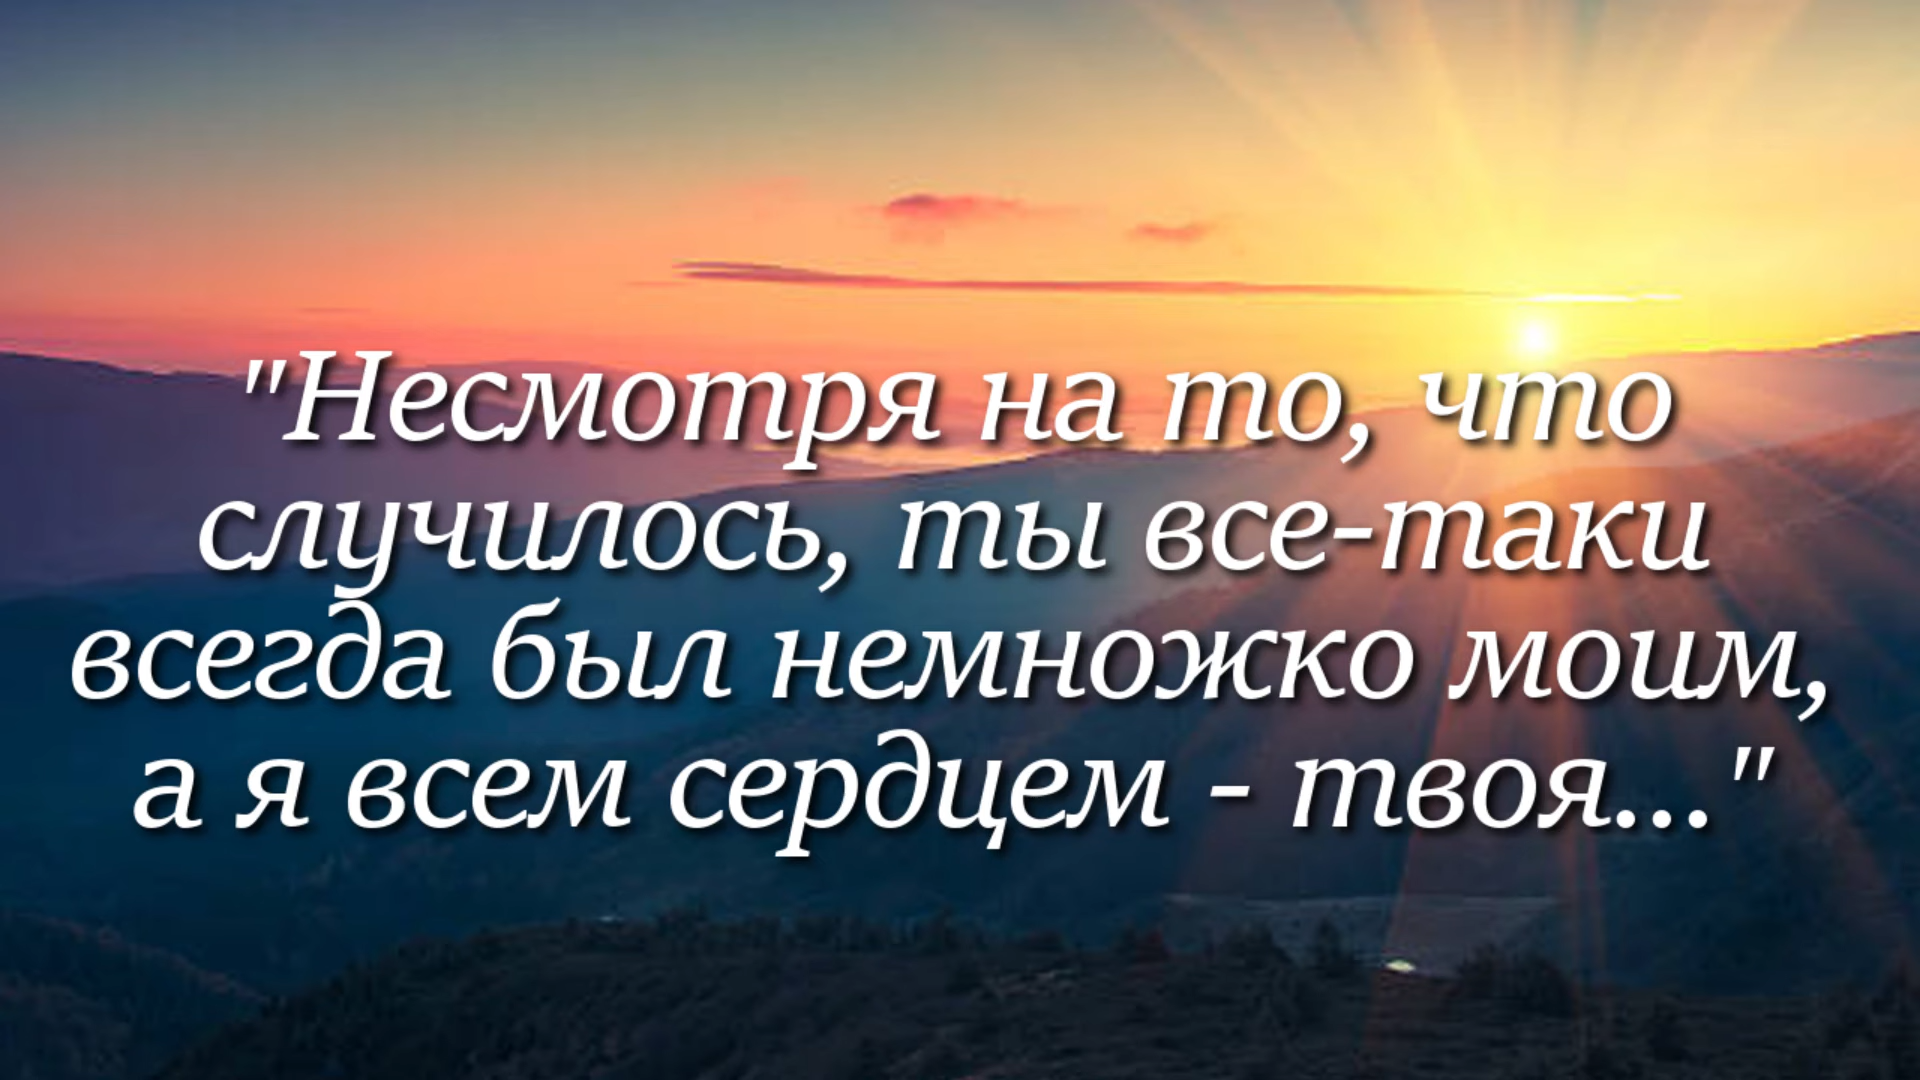 "Несмотря на то, что
случилось, ты все-таки
всегда был немножко моим,
а я всем сердцем - твоя..."